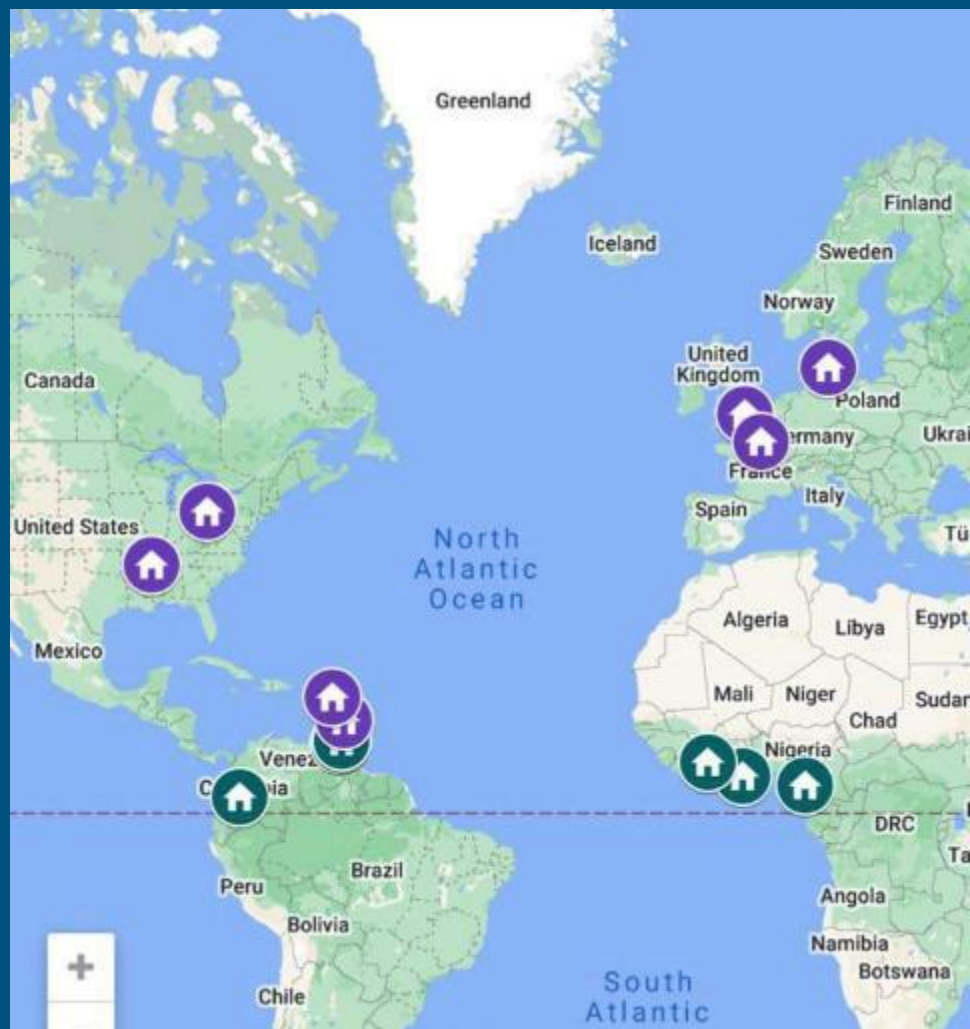 Greenland
Finland
Iceland
Sweden
Norway
United
Kingdom
Canada
Poland
ermany
Ukrai
France
Italy
Spain
United States
Tü
North
Atlantic
Ocean
Algeria
Libya
Egypt
Mexico
Mali
Niger
Sudan
Chad
Venez
Nigeria
C
bia
DRC
Ta
Brazil
Peru
Angola
Bolivia
Namibia
Botswana
South
Atlantic
Chile
+